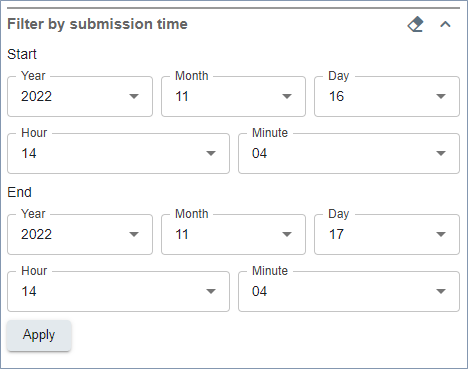 Filter by submission time
Start
Year Month Day
2022 11 16
Hour Minute
14 04
End
Year Month Day
2022 11 17
Hour Minute
14 04
Apply